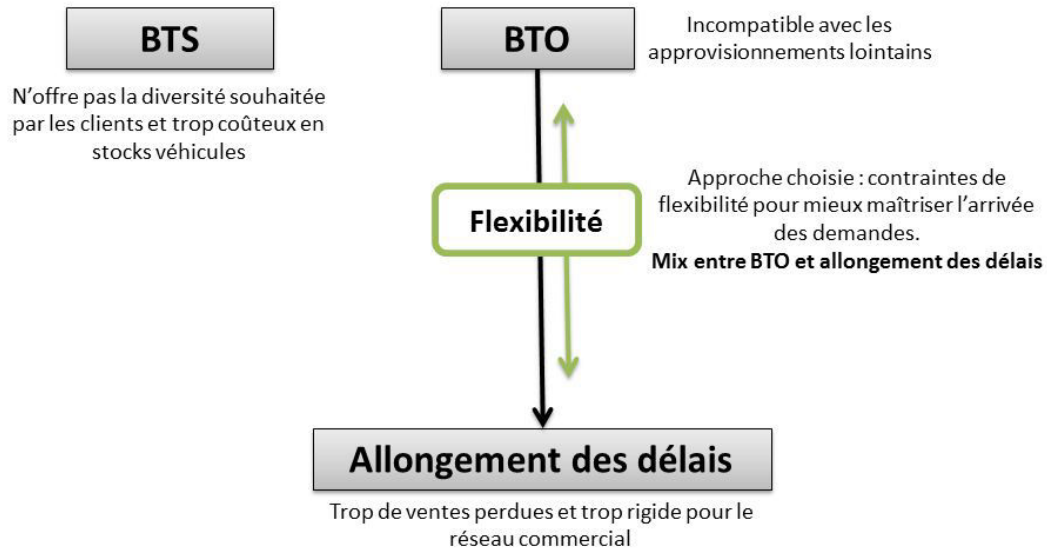 BTS
N’offre pas la diversité souhaitée
par les clients et trop coûteux en
stocks véhicules
BTO
Incompatible avec les
approvisionnements lointains
Flexibilité
Approche choisie : contraintes de
flexibilité pour mieux maîtriser l’arrivée
des demandes.
Mix entre BTO et allongement des délais
Allongement des délais
Trop de ventes perdues et trop rigide pour le
réseau commercial